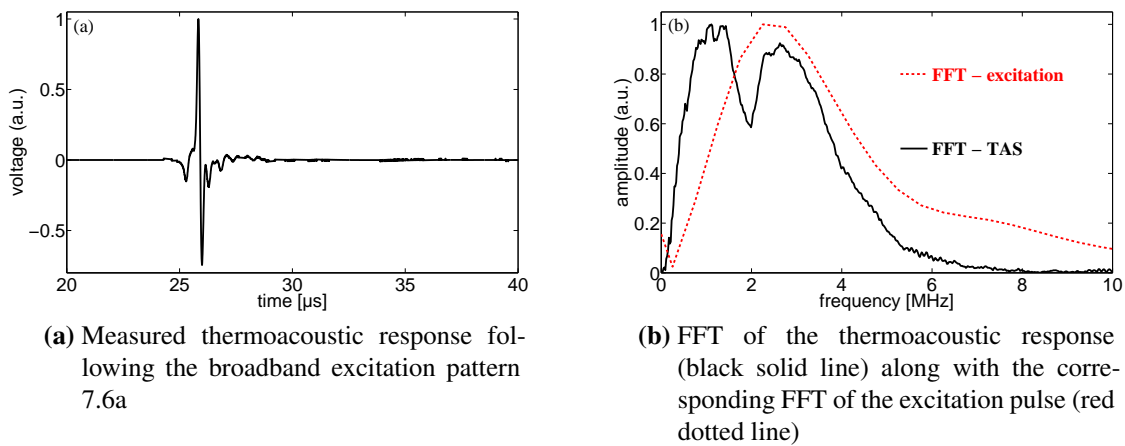 (a)
1
0.5
0
−0.5
voltage (a.u.)
20 25 30 35 40
time [µs]
(b)
1
0.8
0.6
0.4
0.2
0
amplitude (a.u.)
FFT − excitation
FFT − TAS
0 2 4 6 8 10
frequency [MHz]
(a) Measured thermoacoustic response fol-
lowing the broadband excitation pattern
7.6a
(b) FFT of the thermoacoustic response
(black solid line) along with the corre-
sponding FFT of the excitation pulse (red
dotted line)